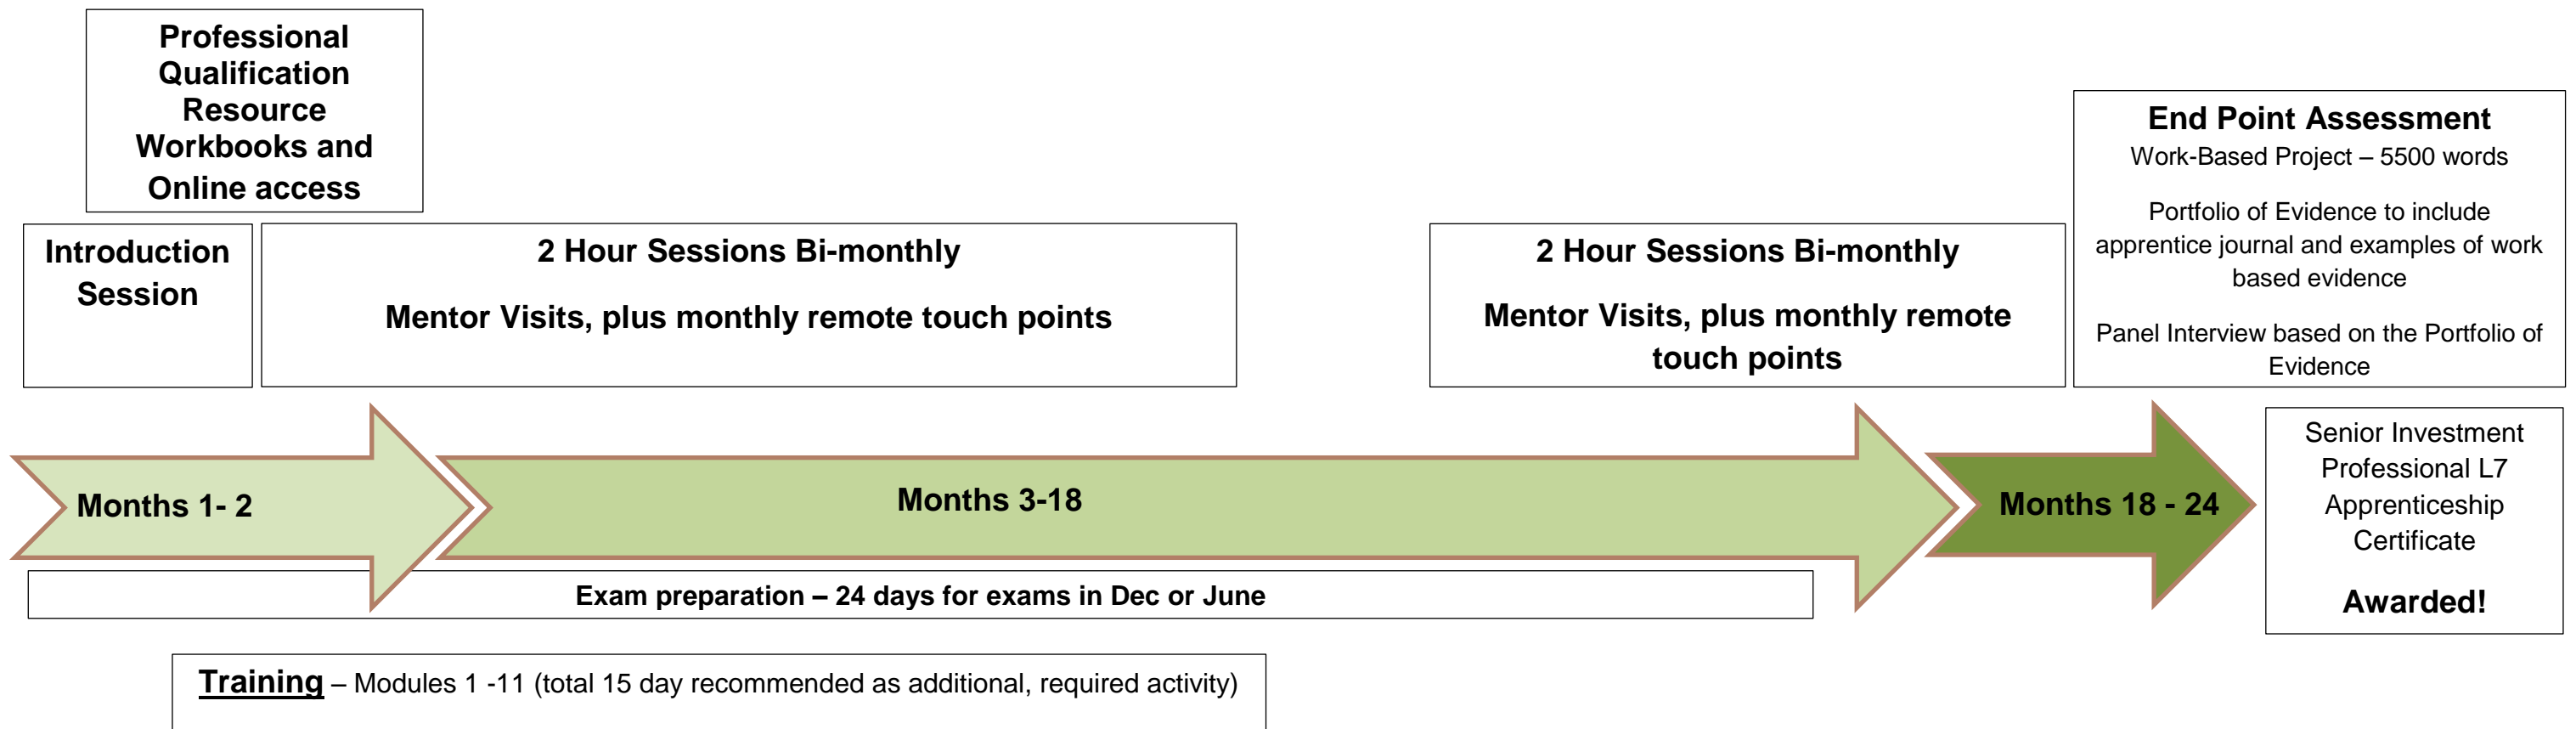 Professional
Qualification
Resource
Workbooks and
Online access
Introduction
Session
2 Hour Sessions Bi-monthly
Mentor Visits, plus monthly remote touch points
2 Hour Sessions Bi-monthly
Mentor Visits, plus monthly remote
touch points
End Point Assessment
Work-Based Project – 5500 words
Portfolio of Evidence to include
apprentice journal and examples of work
based evidence
Panel Interview based on the Portfolio of
Evidence
Months 1- 2
Months 3-18
Months 18 - 24
Senior Investment
Professional L7
Apprenticeship
Certificate
Awarded!
Exam preparation – 24 days for exams in Dec or June
Training – Modules 1 -11 (total 15 day recommended as additional, required activity)